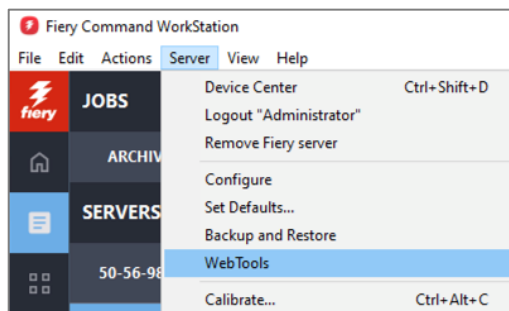 Fiery Command WorkStation
File Edit Actions Server View Help
fiery
JOBS
ARCHIV
SERVERS
50-56-98
Device Center Ctrl+Shift+D
Logout "Administrator"
Remove Fiery server
Configure
Set Defaults...
Backup and Restore
WebTools
Calibrate... Ctrl+Alt+C